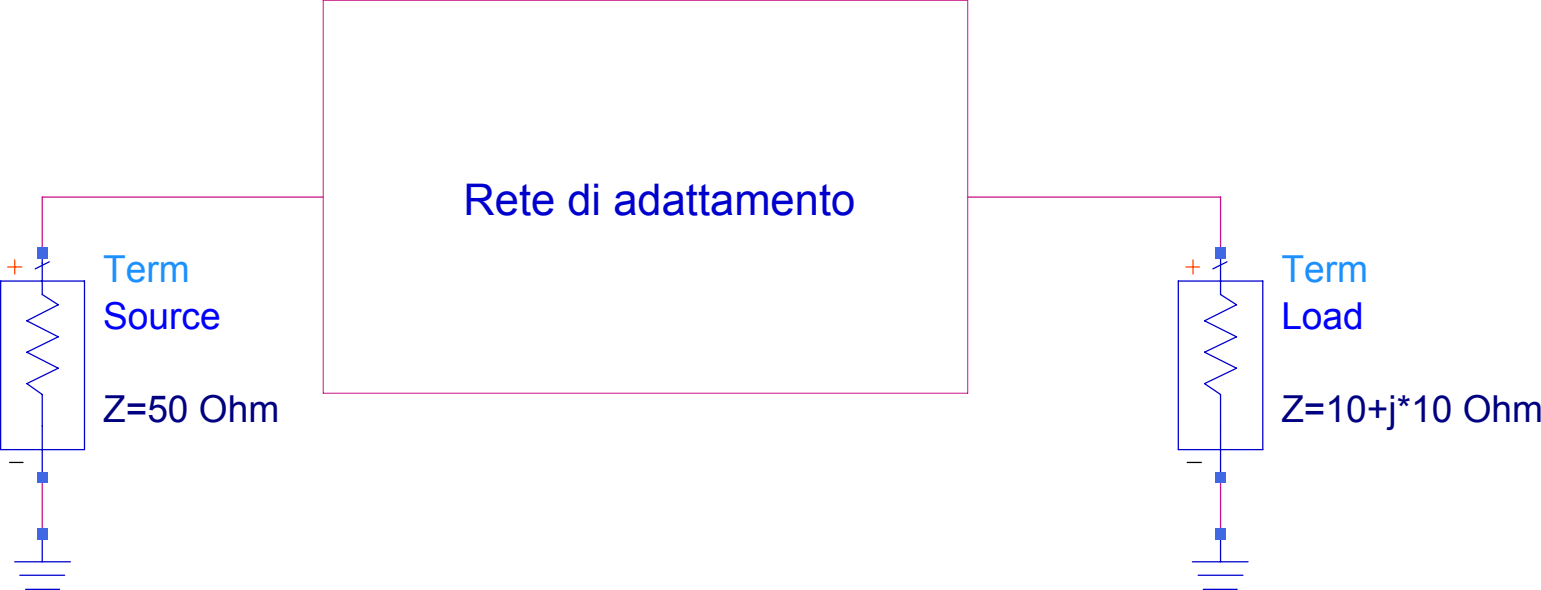 Rete di adattamento
+ Term
Source
Z=50 Ohm
–
+ Term
Load
Z=10+j*10 Ohm
–